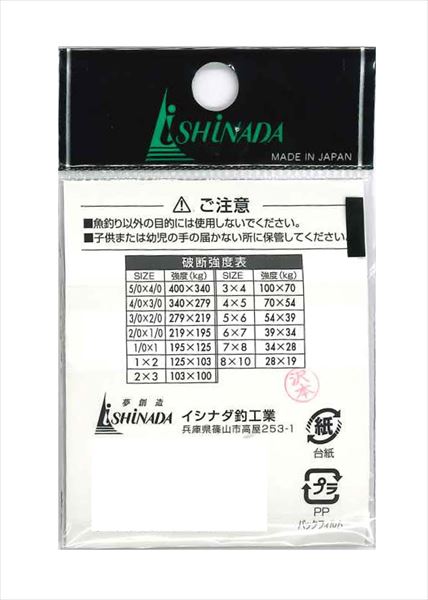 iSHiNADA
MADE IN JAPAN
⚠ ご注意
■魚釣り以外の目的には使用しないでください。
■子供または幼児の手の届かない所に保管してください。
破断強度表
SIZE 強度(kg) SIZE 強度(kg)
5/0×4/0 400×340 3×4 100×70
4/0×3/0 340×279 4×5 70×54
3/0×2/0 279×219 5×6 54×39
2/0×1/0 219×195 6×7 39×34
1/0×1 195×125 7×8 34×28
1×2 125×103 8×10 28×19
2×3 103×100
沢本
夢創造
iSHiNADA イシナダ釣工業
兵庫県篠山市高屋253-1
紙
台紙
プラ
PP
パックフィルム